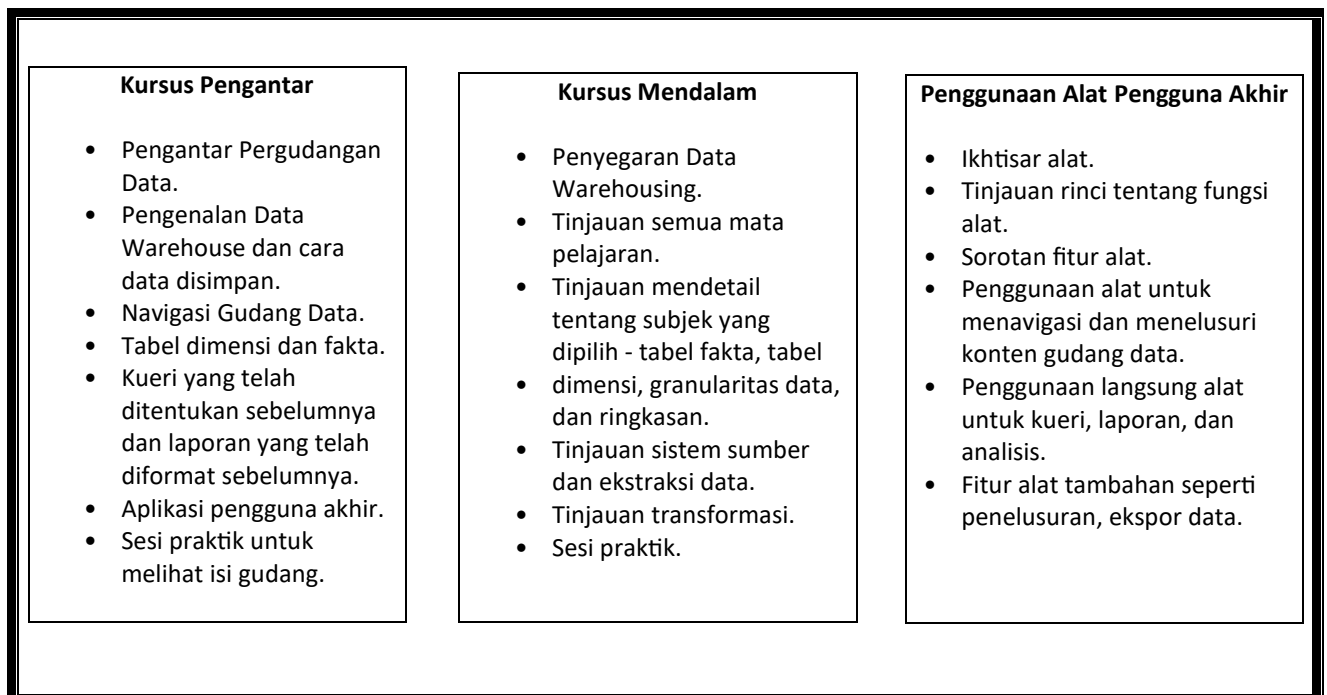 Kursus Pengantar
• Pengantar Pergudangan
Data.
• Pengenalan Data
Warehouse dan cara
data disimpan.
• Navigasi Gudang Data.
• Tabel dimensi dan fakta.
• Kueri yang telah
ditentukan sebelumnya
dan laporan yang telah
diformat sebelumnya.
• Aplikasi pengguna akhir.
• Sesi praktik untuk
melihat isi gudang.
Kursus Mendalam
• Penyegaran Data
Warehousing.
• Tinjauan semua mata
pelajaran.
• Tinjauan mendetail
tentang subjek yang
dipilih - tabel fakta, tabel
• dimensi, granularitas data,
dan ringkasan.
• Tinjauan sistem sumber
dan ekstraksi data.
• Tinjauan transformasi.
• Sesi praktik.
Penggunaan Alat Pengguna Akhir
• Ikhtisar alat.
• Tinjauan rinci tentang fungsi
alat.
• Sorotan fitur alat.
• Penggunaan alat untuk
menavigasi dan menelusuri
konten gudang data.
• Penggunaan langsung alat
untuk kueri, laporan, dan
analisis.
• Fitur alat tambahan seperti
penelusuran, ekspor data.